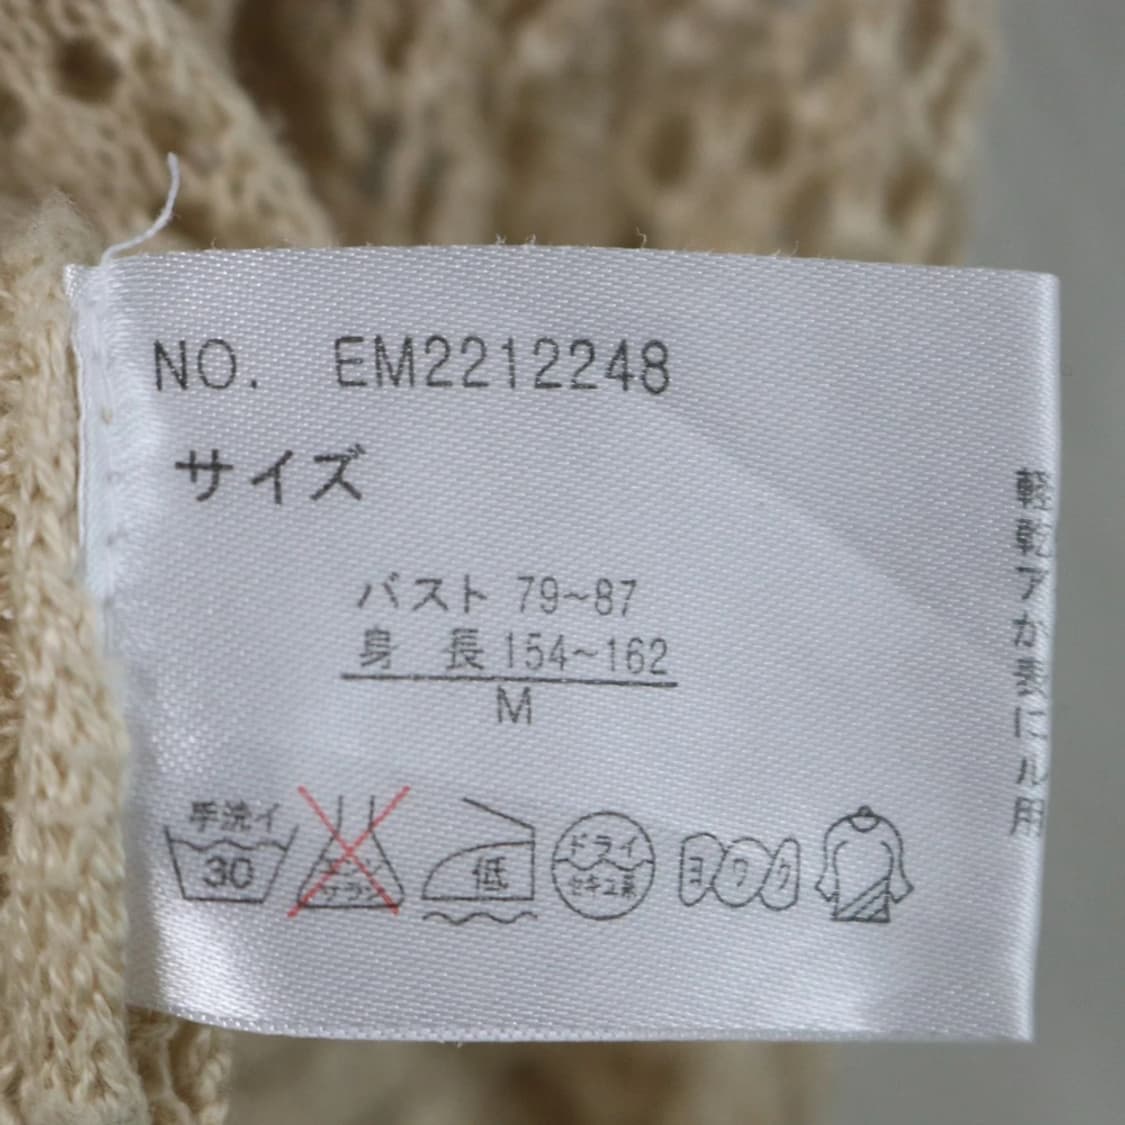 NO. EM2212248
サイズ
バスト 79~87
身 長 154~162
M
手洗イ
30
低
ドライ
セキユ系
ヨワク